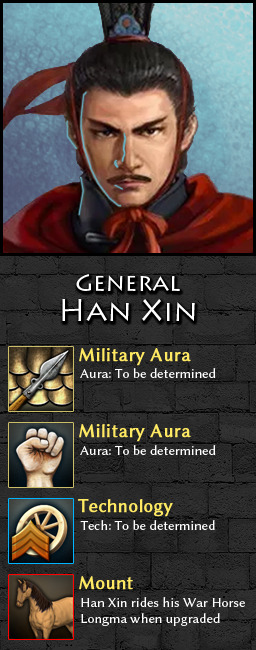 GENERAL
HAN XIN
Military Aura
Aura: To be determined
Military Aura
Aura: To be determined
Technology
Tech: To be determined
Mount
Han Xin rides his War Horse
Longma when upgraded